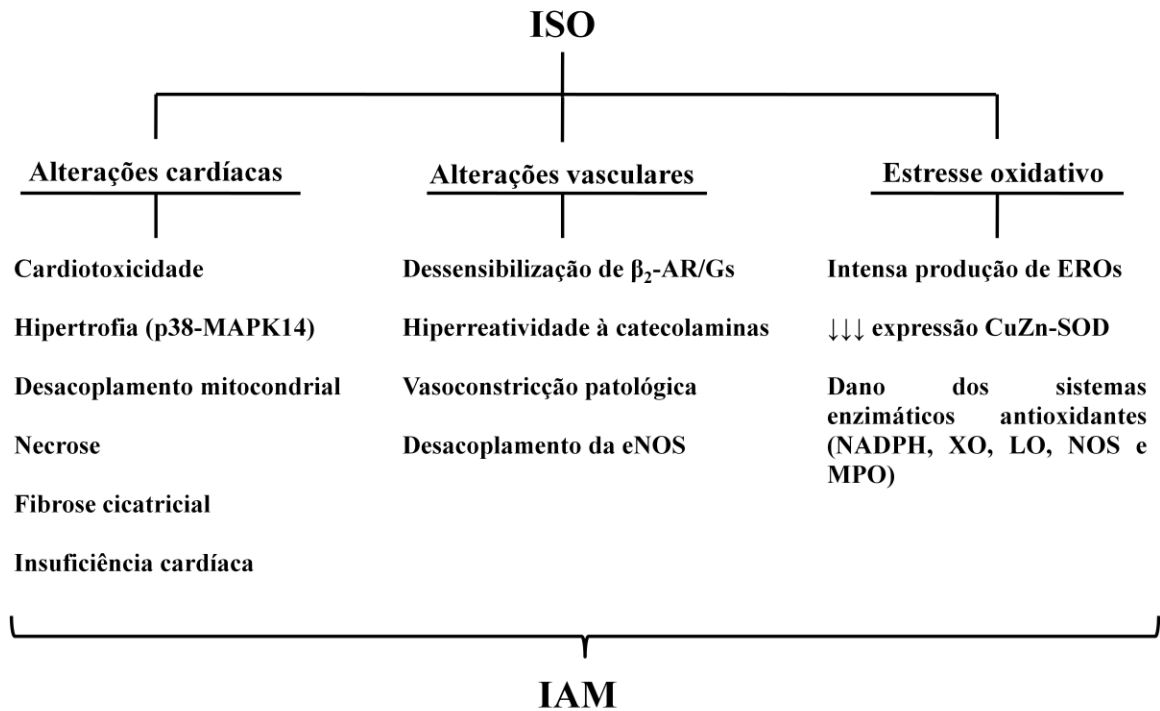 ISO
Alterações cardíacas
Cardiotoxicidade
Hipertrofia (p38-MAPK14)
Desacoplamento mitocondrial
Necrose
Fibrose cicatricial
Insuficiência cardíaca
Alterações vasculares
Dessensibilização de β₂-AR/Gs
Hiperreatividade à catecolaminas
Vasoconstricção patológica
Desacoplamento da eNOS
Estresse oxidativo
Intensa produção de EROs
↓↓↓ expressão CuZn-SOD
Dano dos sistemas
enzimáticos antioxidantes
(NADPH, XO, LO, NOS e
MPO)
IAM